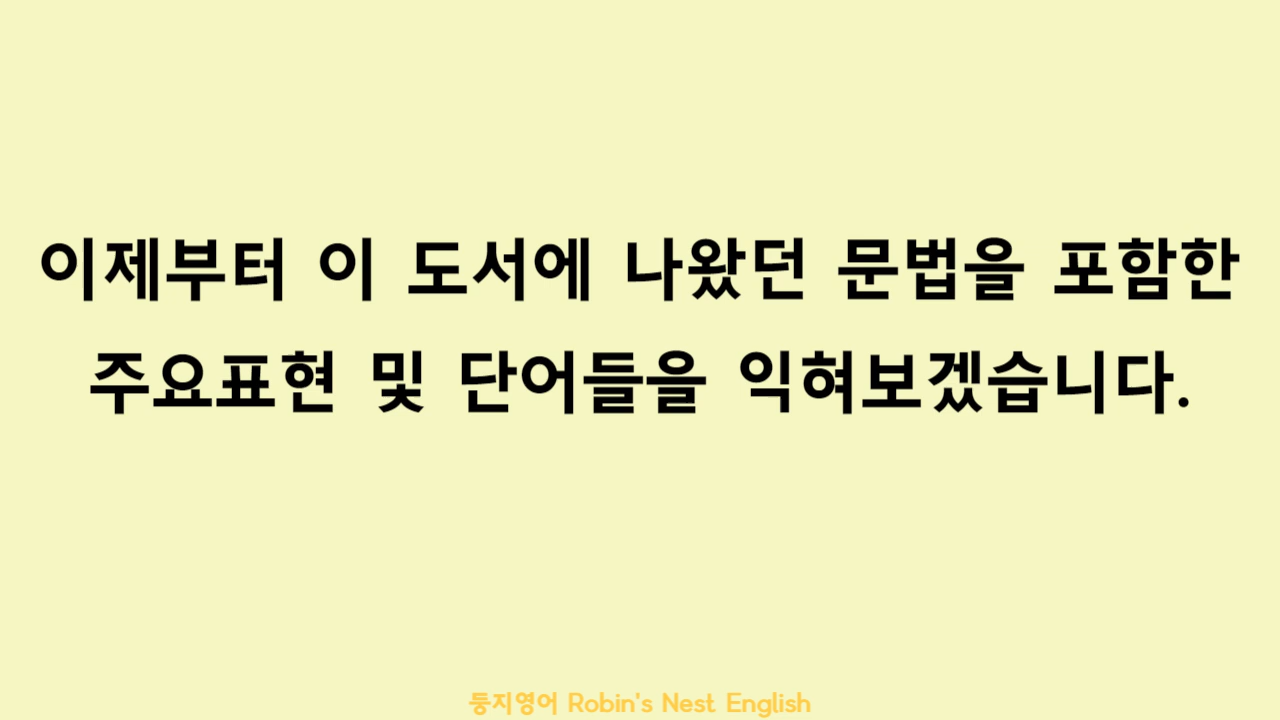 이제부터 이 도서에 나왔던 문법을 포함한
주요표현 및 단어들을 익혀보겠습니다.
둥지영어 Robin's Nest English